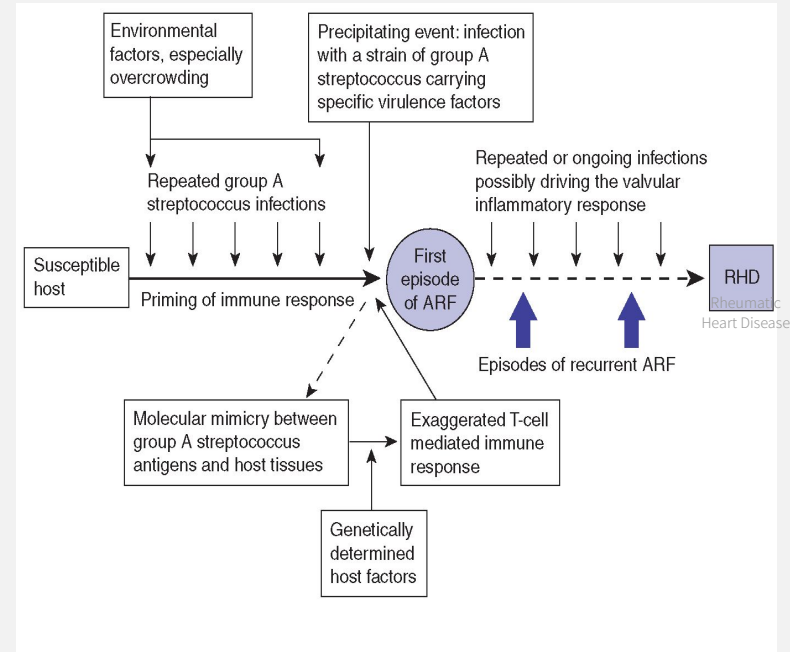 Environmental
factors, especially
overcrowding
Precipitating event: infection
with a strain of group A
streptococcus carrying
specific virulence factors
Repeated group A
streptococcus infections
Repeated or ongoing infections
possibly driving the valvular
inflammatory response
Susceptible
host
Priming of immune response
First
episode
of ARF
RHD
Rheumatic
Heart Disease
Episodes of recurrent ARF
Molecular mimicry between
group A streptococcus
antigens and host tissues
Exaggerated T-cell
mediated immune
response
Genetically
determined
host factors